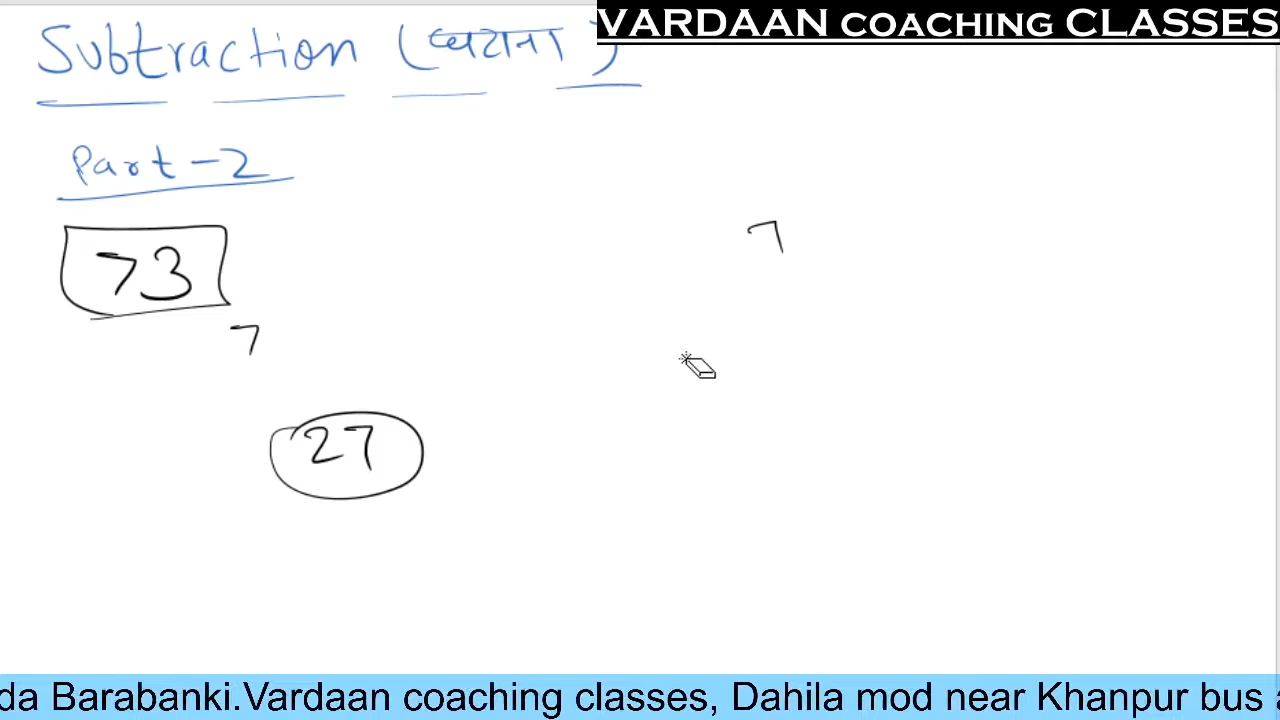 VARDAAN COACHING CLASSES
Subtraction (घटाना)
Part-2
73
7
7
27
da Barabanki.Vardaan coaching classes, Dahila mod near Khanpur bus